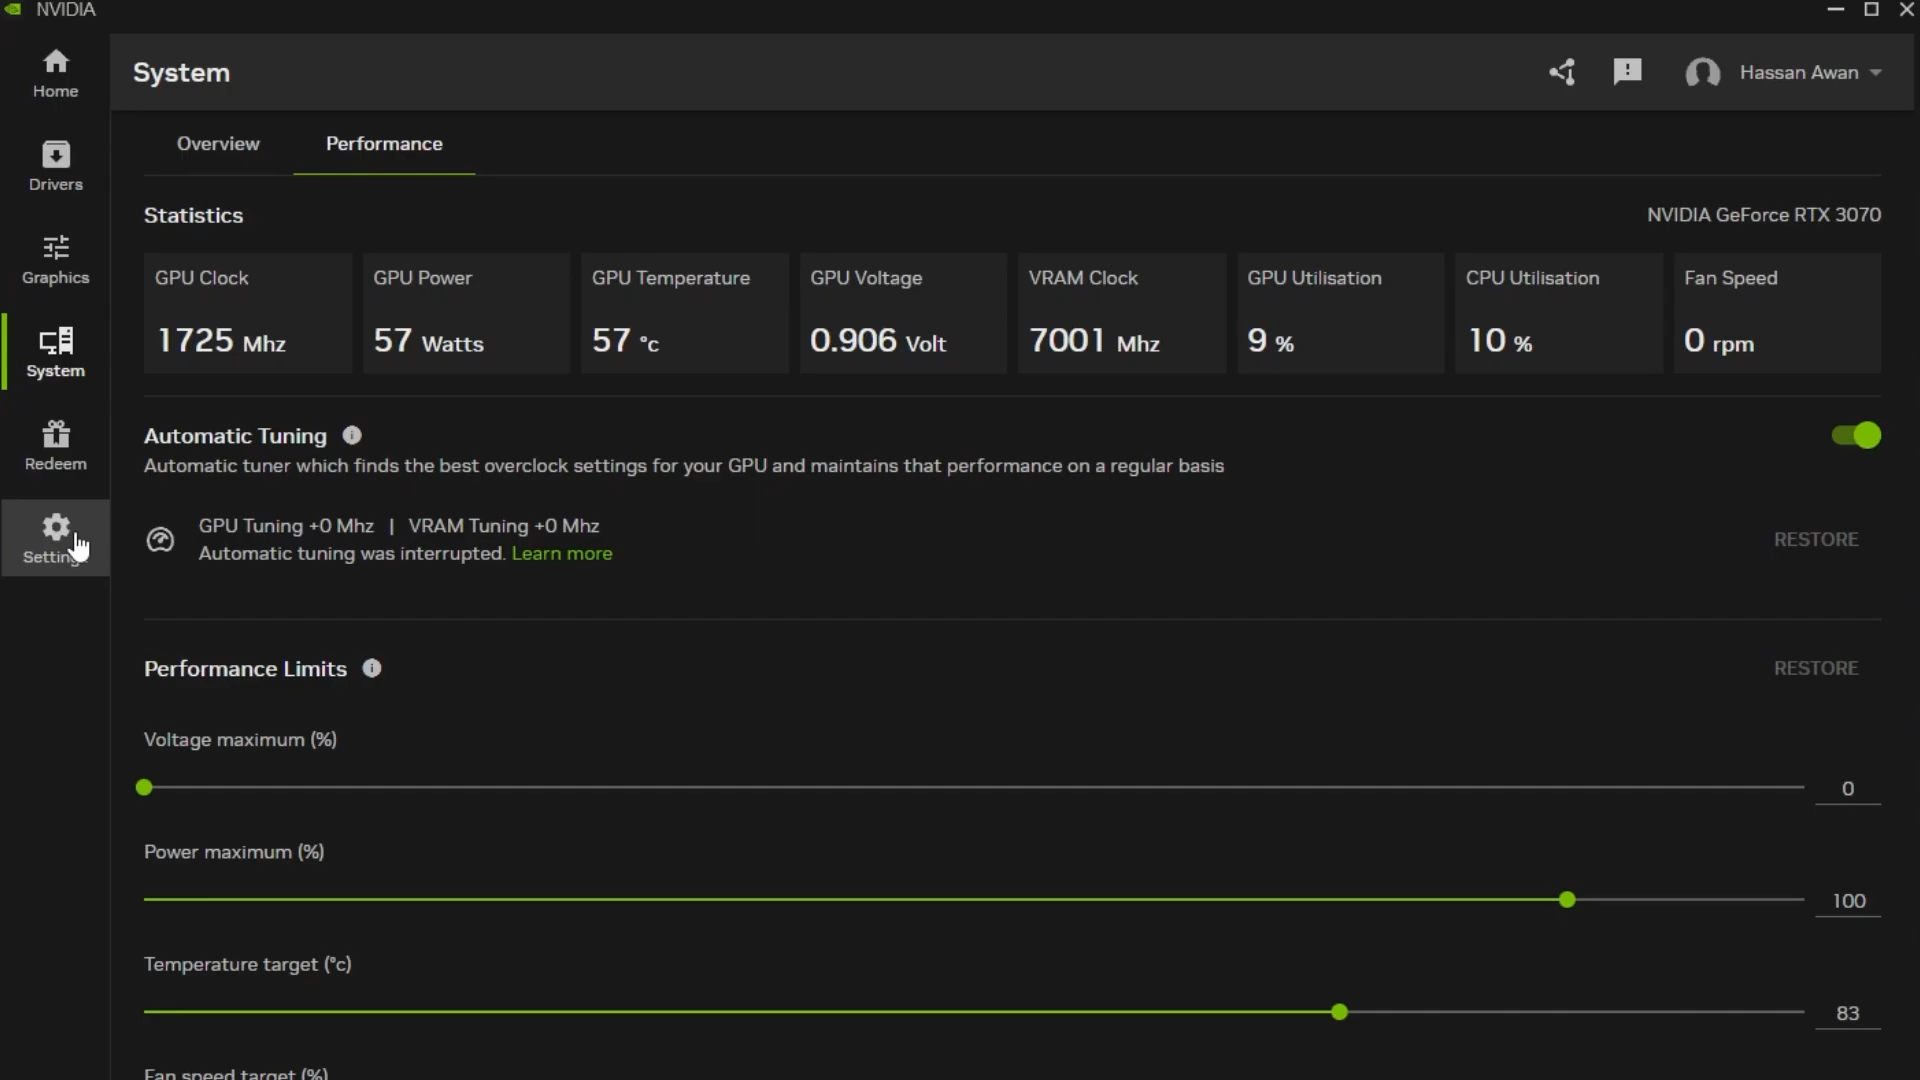 NVIDIA
Home
Drivers
Graphics
System
Redeem
System
Hassan Awan
Overview
Performance
Statistics
NVIDIA GeForce RTX 3070
GPU Clock
1725 Mhz
GPU Power
57 Watts
GPU Temperature
57 °c
GPU Voltage
0.906 Volt
VRAM Clock
7001 Mhz
GPU Utilisation
9 %
CPU Utilisation
10 %
Fan Speed
0 rpm
Automatic Tuning
Automatic tuner which finds the best overclock settings for your GPU and maintains that performance on a regular basis
GPU Tuning +0 Mhz | VRAM Tuning +0 Mhz
Automatic tuning was interrupted. Learn more
RESTORE
Performance Limits
RESTORE
Voltage maximum (%)
0
Power maximum (%)
100
Temperature target (°c)
83
Fan speed target (%)